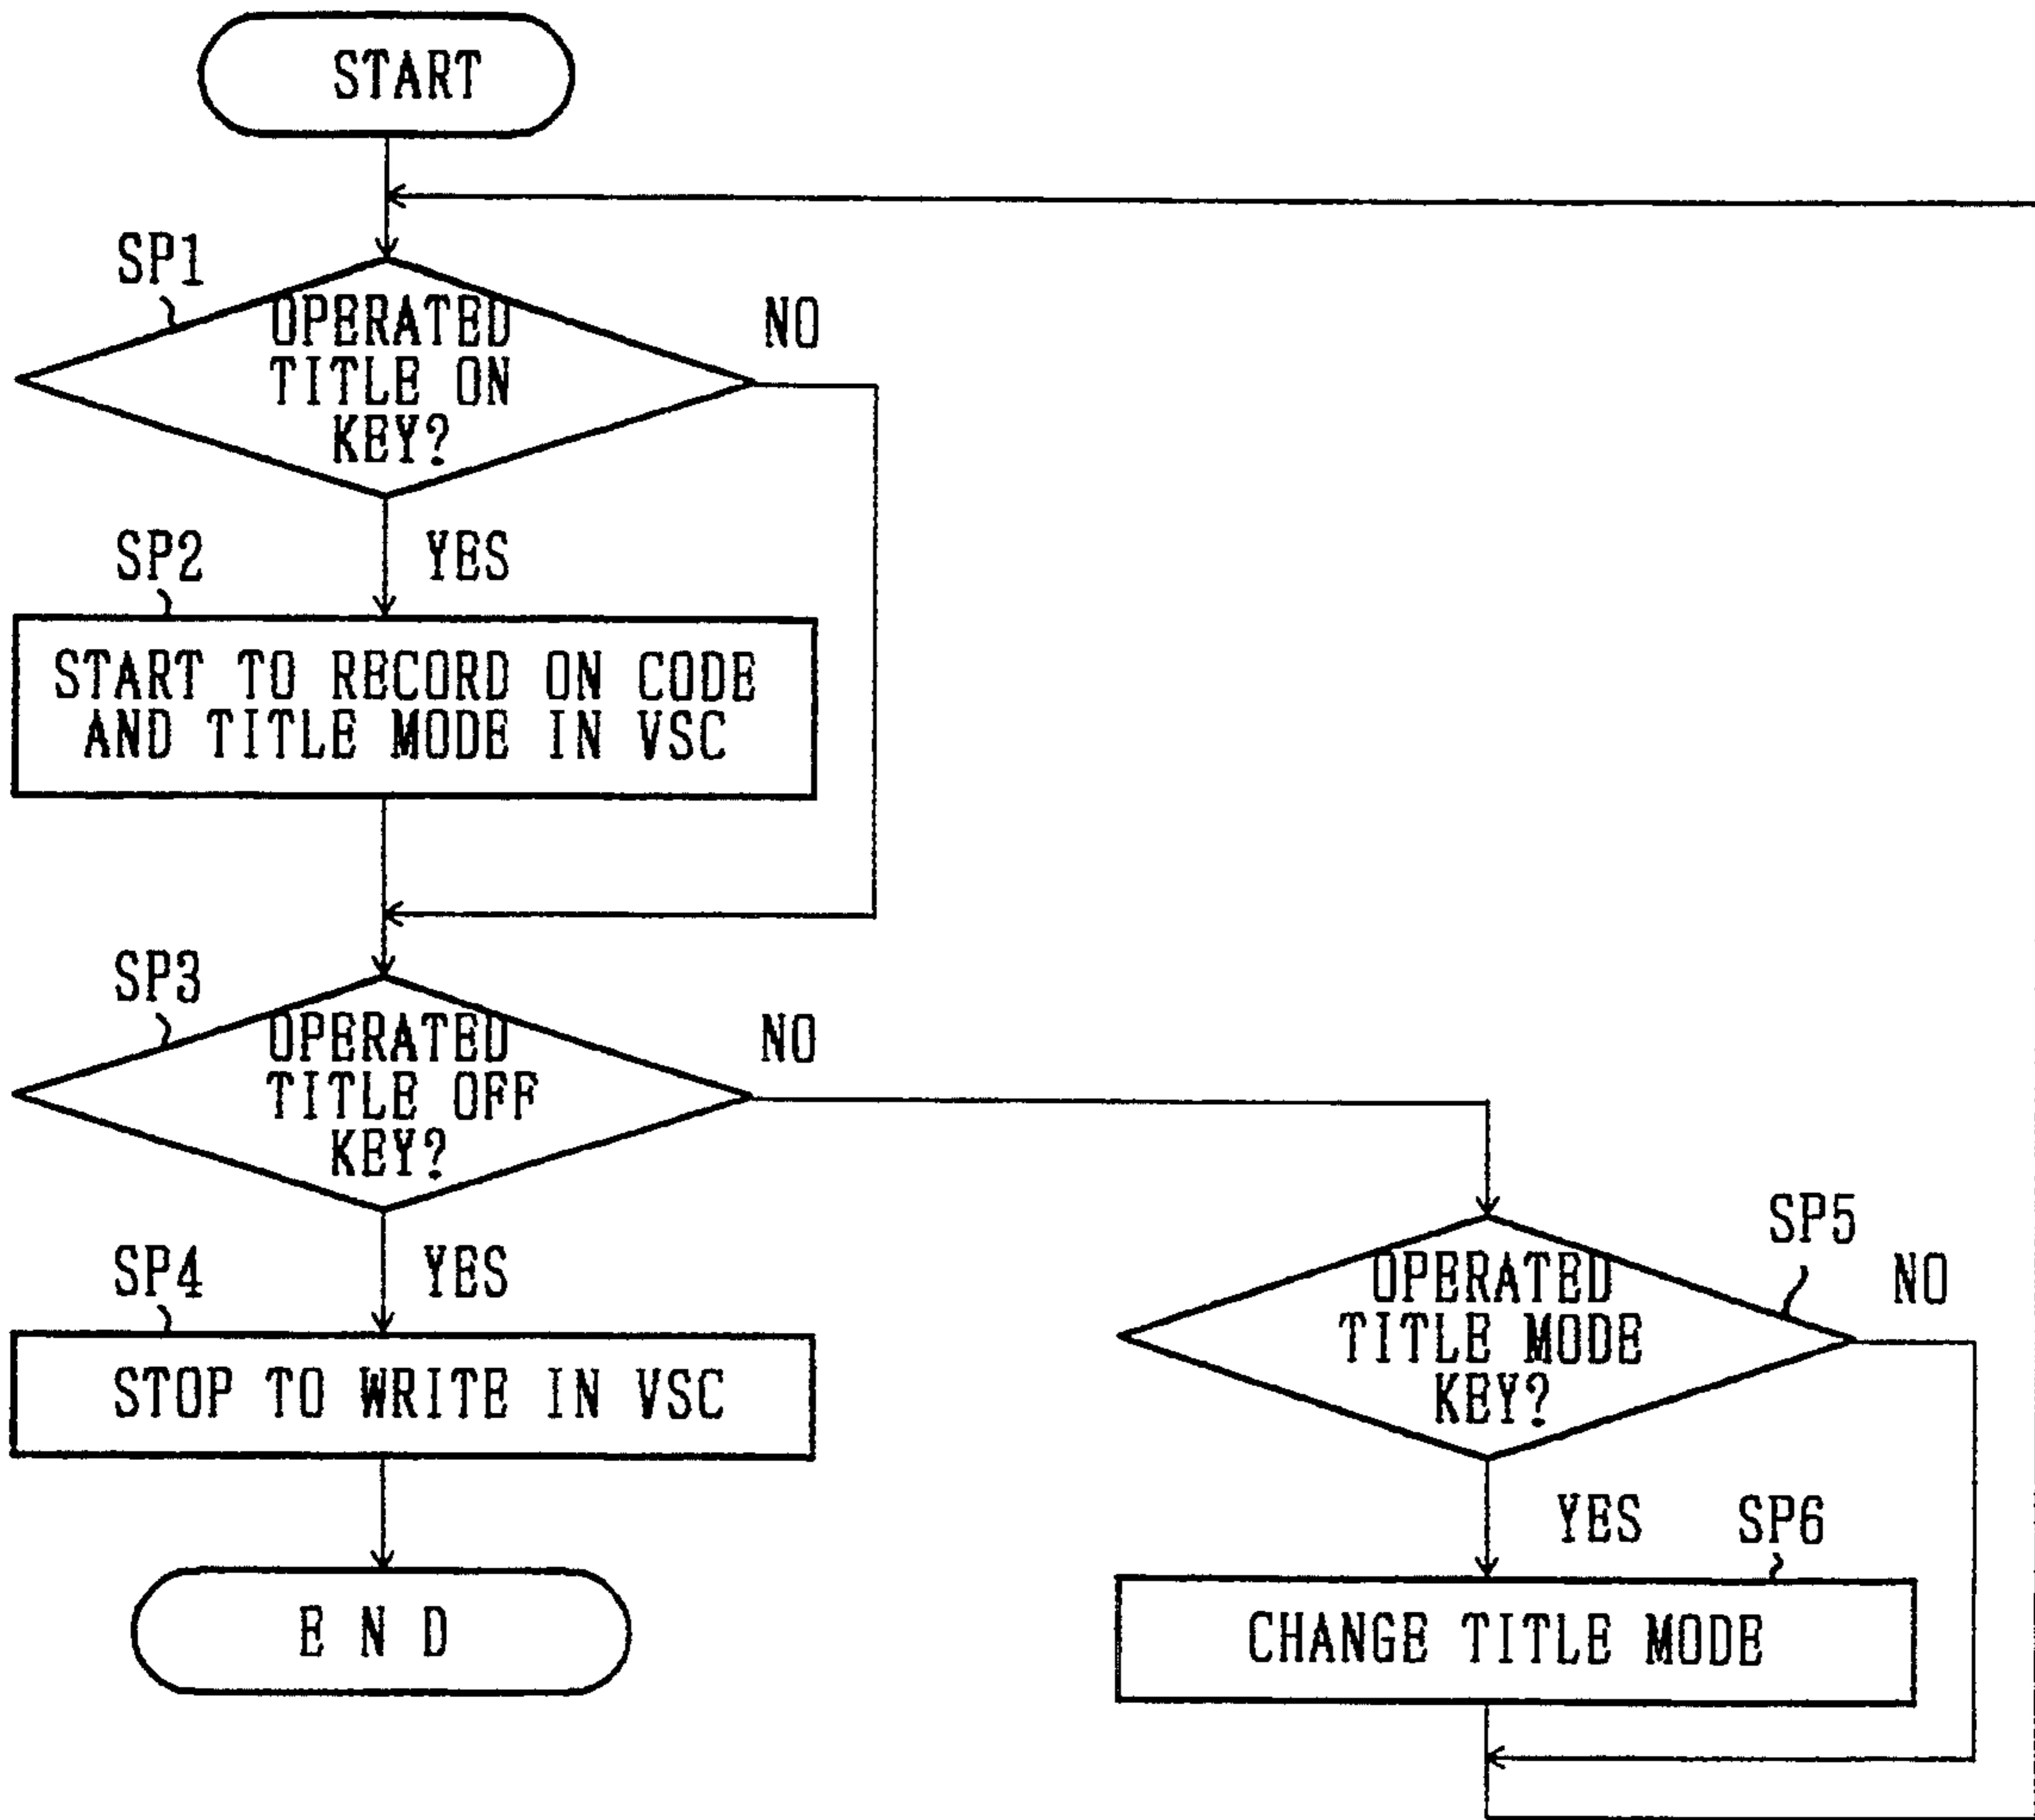 START
SP1
OPERATED
TITLE ON
KEY?
NO
SP2
YES
START TO RECORD ON CODE
AND TITLE MODE IN VSC
SP3
OPERATED
TITLE OFF
KEY?
NO
SP4
YES
STOP TO WRITE IN VSC
END
SP5
OPERATED
TITLE MODE
KEY?
NO
YES
SP6
CHANGE TITLE MODE